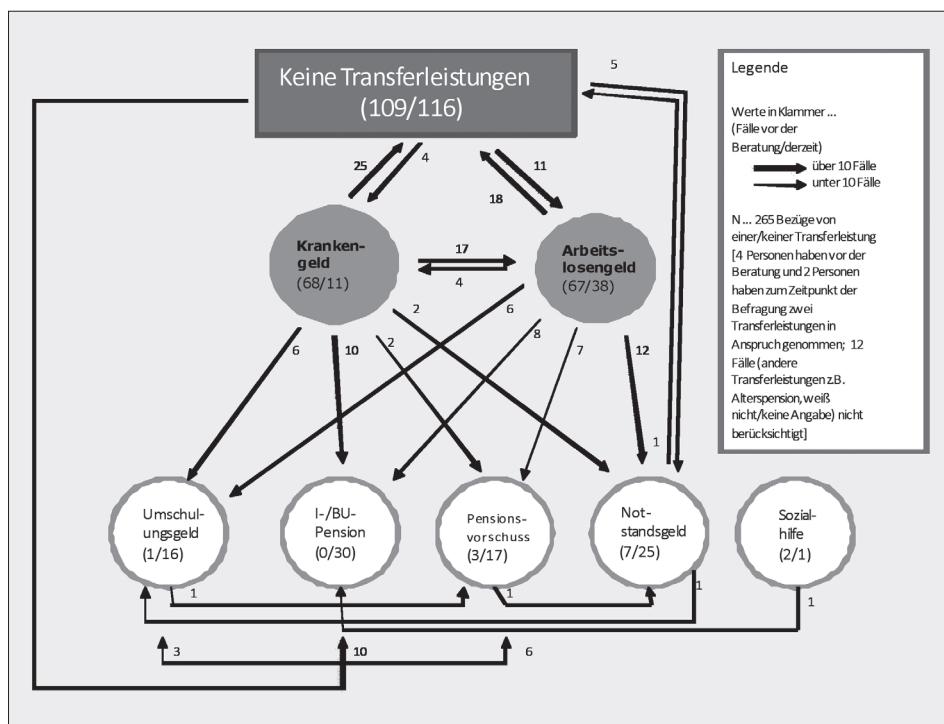 Keine Transferleistungen
(109/116)
5
25
4
11
18
Kranken-
geld
(68/11)
17
4
Arbeits-
losengeld
(67/38)
6
10
2
2
6
8
7
12
1
Umschul-
ungsgeld
(1/16)
I-/BU-
Pension
(0/30)
Pensions-
vorschuss
(3/17)
Not-
standsgeld
(7/25)
Sozial-
hilfe
(2/1)
1
1
1
1
3
10
6
Legende
Werte in Klammer ...
(Fälle vor der
Beratung/derzeit)
über 10 Fälle
unter 10 Fälle
N ... 265 Bezüge von
einer/keiner Transferleistung
[4 Personen haben vor der
Beratung und 2 Personen
haben zum Zeitpunkt der
Befragung zwei
Transferleistungen in
Anspruch genommen; 12
Fälle (andere
Transferleistungen z.B.
Alterspension, weiß
nicht/keine Angabe) nicht
berücksichtigt]